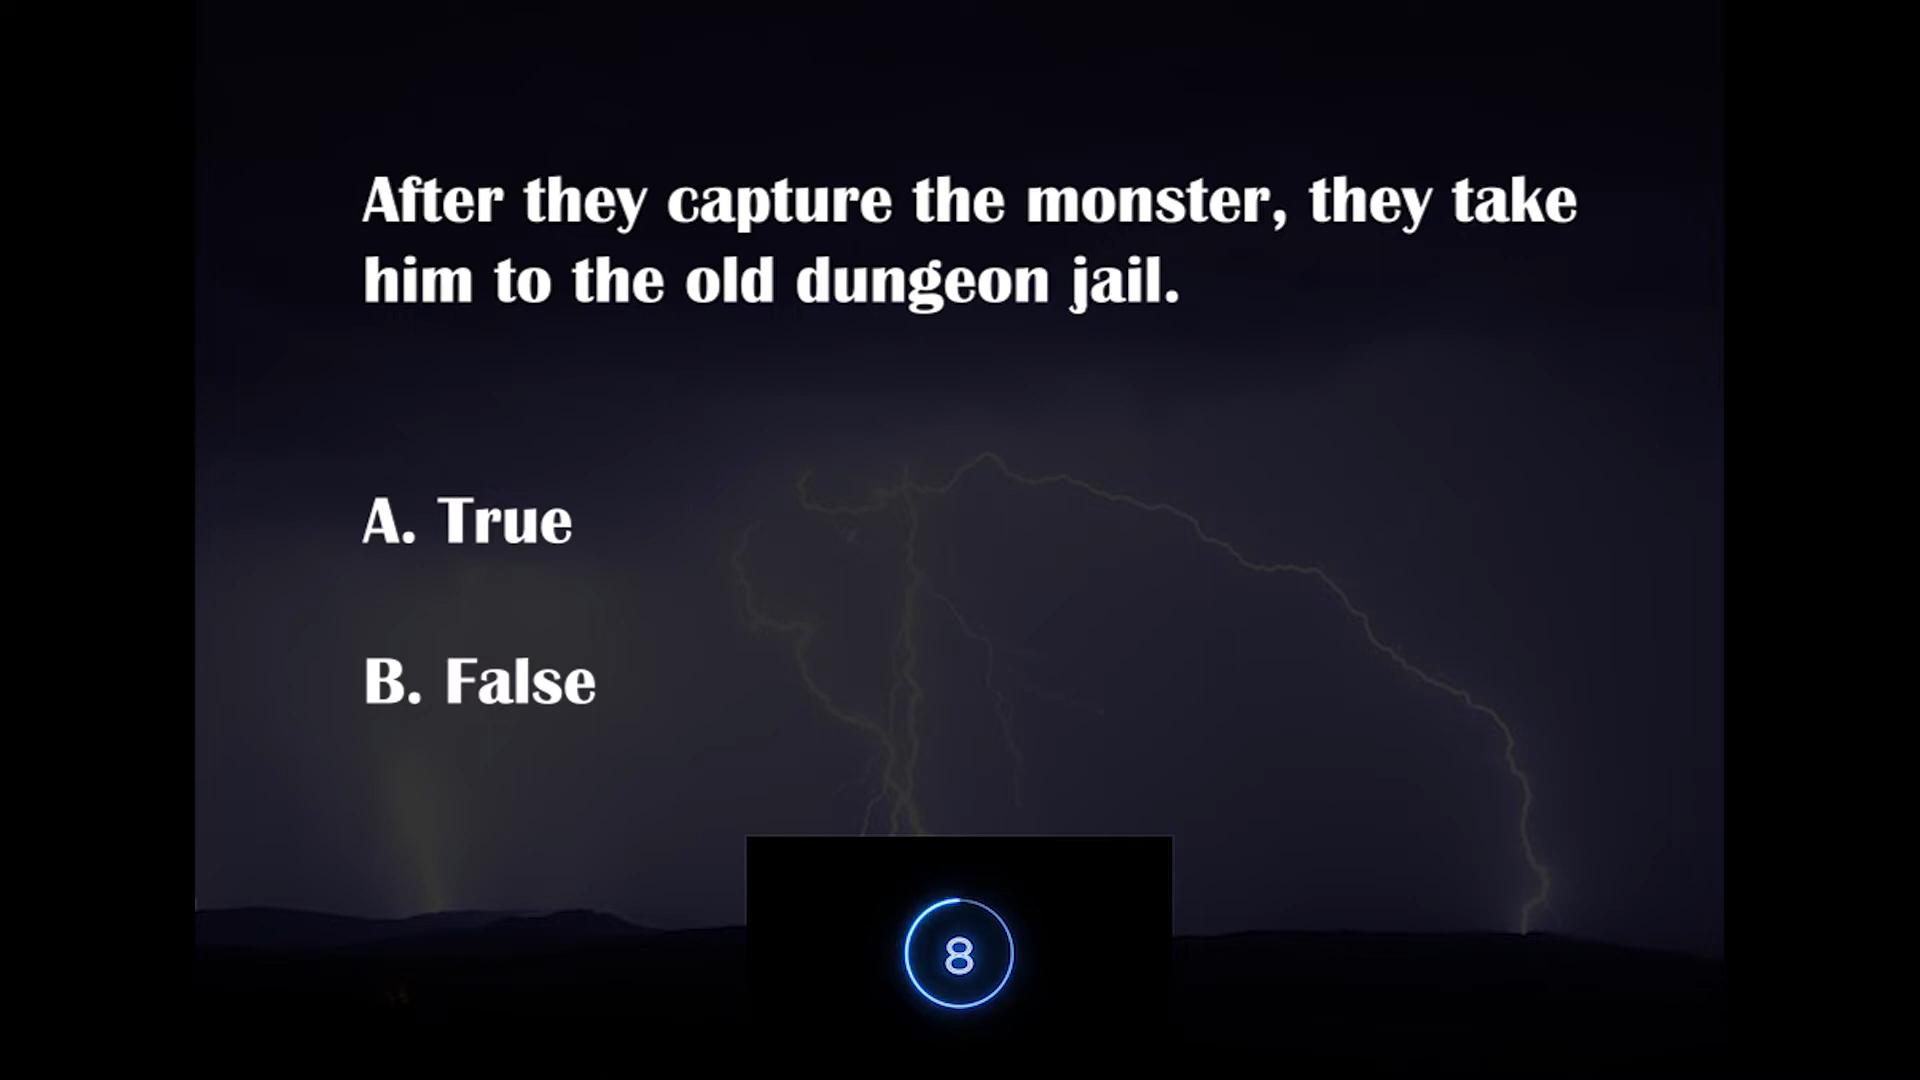 After they capture the monster, they take
him to the old dungeon jail.
A. True
B. False
8